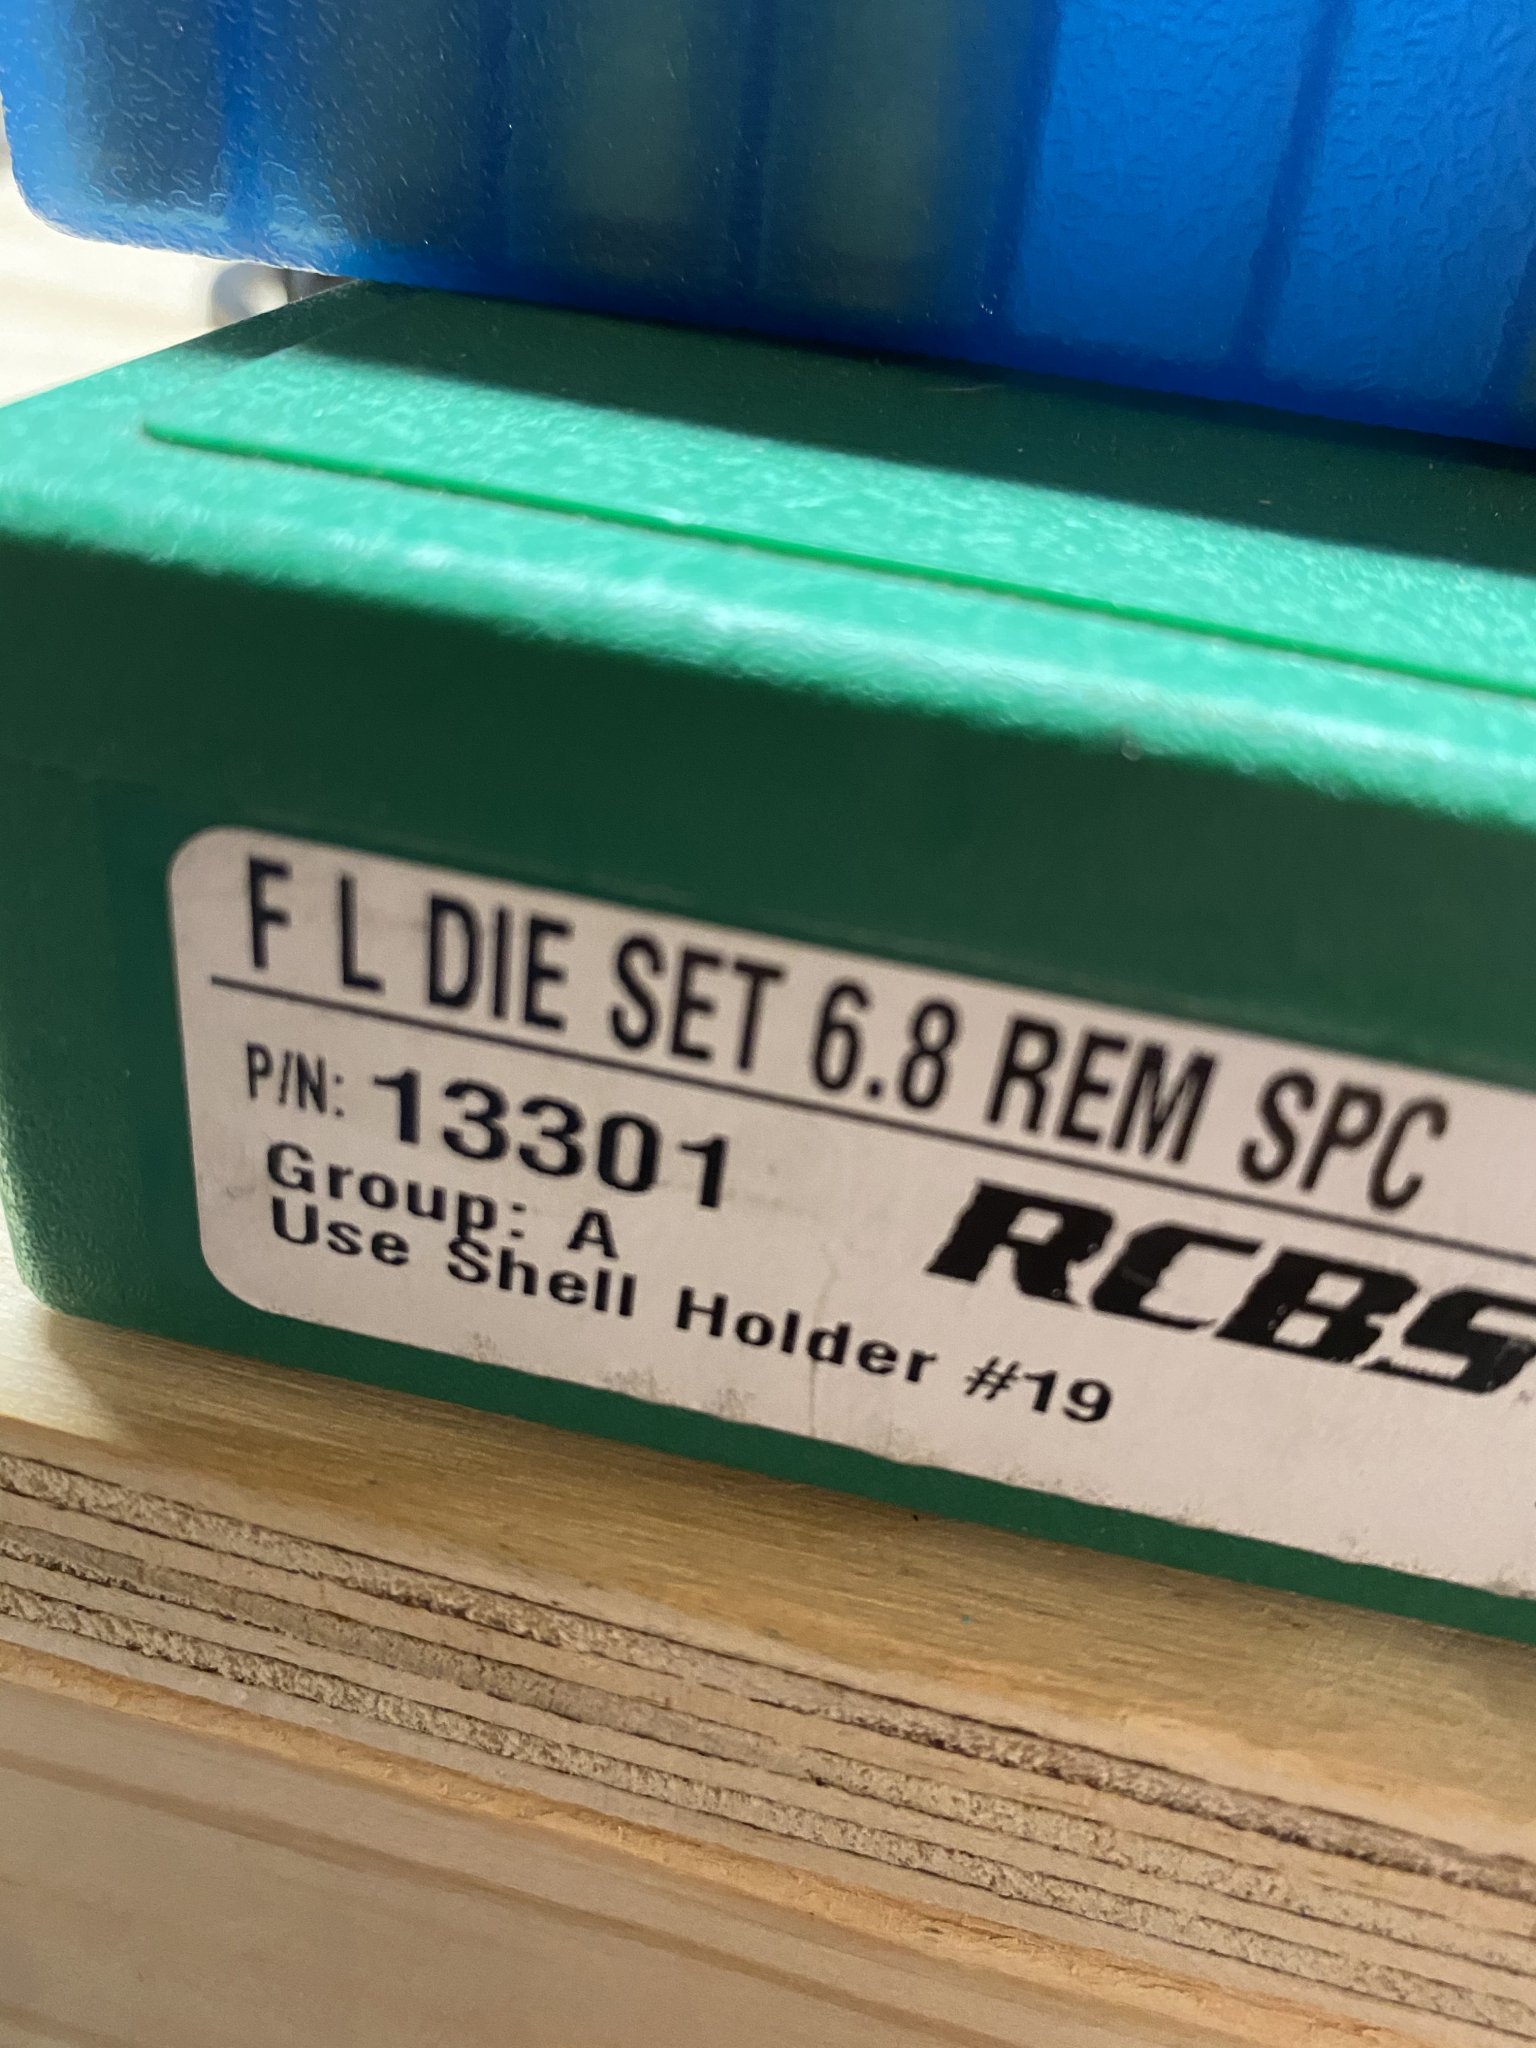 F L DIE SET 6.8 REM SPC
P/N: 13301
Group: A
Use Shell Holder #19
RCBS